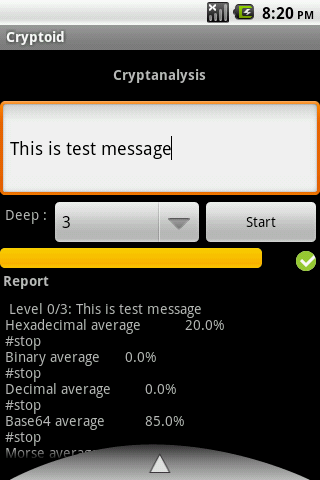 8:20 PM
Cryptoid
Cryptanalysis
This is test message
Deep : 3 Start
Report
Level 0/3: This is test message
Hexadecimal average 20.0%
#stop
Binary average 0.0%
#stop
Decimal average 0.0%
#stop
Base64 average 85.0%
#stop
Morse average